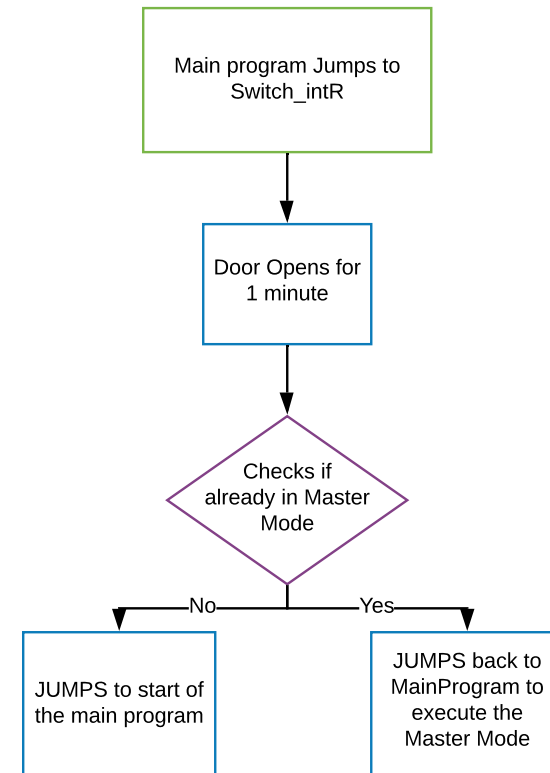 Main program Jumps to
Switch_intR
Door Opens for
1 minute
Checks if
already in Master
Mode
No
Yes
JUMPS to start of
the main program
JUMPS back to
MainProgram to
execute the
Master Mode